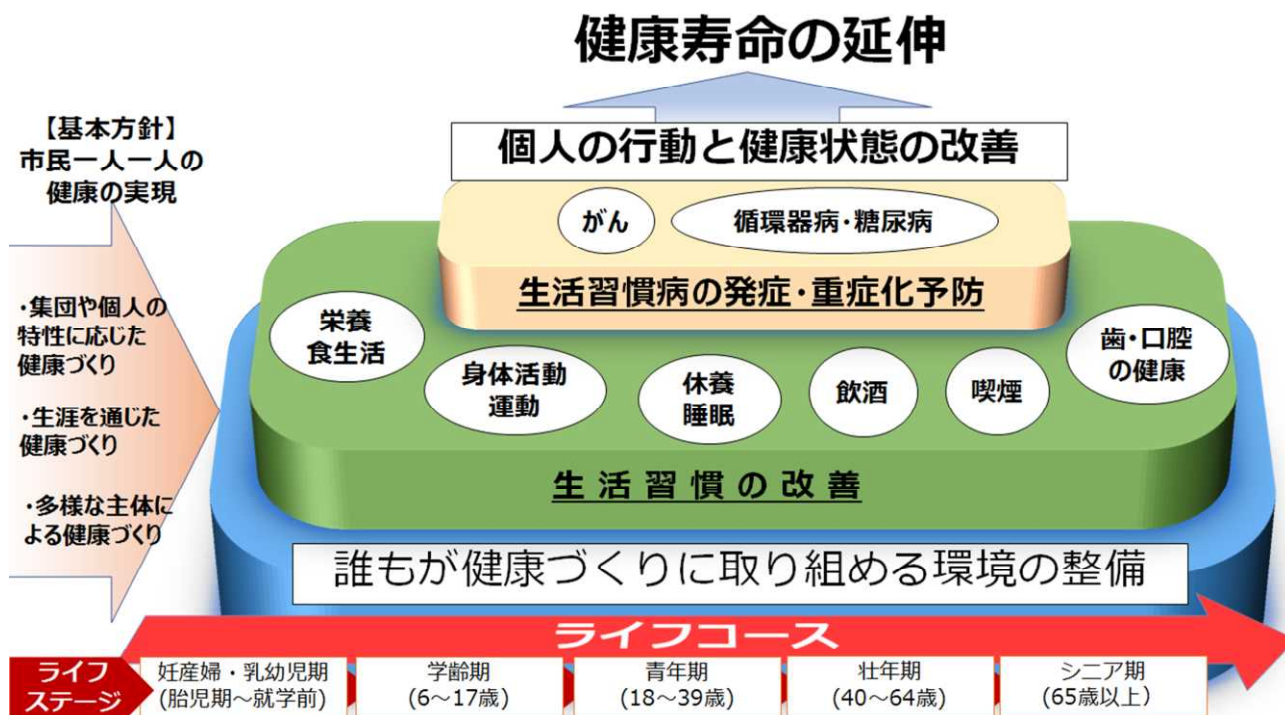 健康寿命の延伸
個人の行動と健康状態の改善
【基本方針】
市民一人一人の
健康の実現
・集団や個人の
特性に応じた
健康づくり
・生涯を通じた
健康づくり
・多様な主体に
よる健康づくり
がん
循環器病・糖尿病
生活習慣病の発症・重症化予防
栄養
食生活
身体活動
運動
休養
睡眠
飲酒
喫煙
歯・口腔
の健康
生活習慣の改善
誰もが健康づくりに取り組める環境の整備
ライフコース
ライフ
ステージ
妊産婦・乳幼児期
(胎児期～就学前)
学齢期
(6～17歳)
青年期
(18～39歳)
壮年期
(40～64歳)
シニア期
(65歳以上)